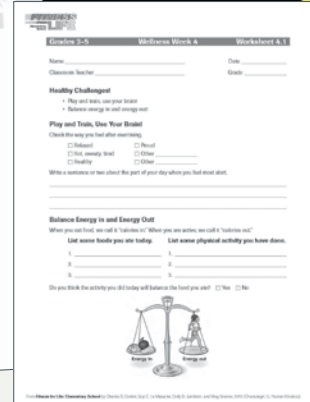 FITNESS
for LIFE
Grades 3–5 Wellness Week 4 Worksheet 4.1
Name Date
Classroom Teacher Grade
Healthy Challenges!
• Play and train, use your brain!
• Balance energy in and energy out!
Play and Train, Use Your Brain!
Check the way you feel after exercising.
□ Relaxed □ Proud
□ Hot, sweaty, tired □ Other
□ Healthy □ Other
Write a sentence or two about the part of your day when you feel most alert.
Balance Energy in and Energy Out!
When you eat food, we call it "calories in." When you are active, we call it "calories out."
List some foods you ate today. List some physical activity you have done.
1. 1.
2. 2.
3. 3.
Do you think the activity you did today will balance the food you ate? □ Yes □ No
Energy in Energy out